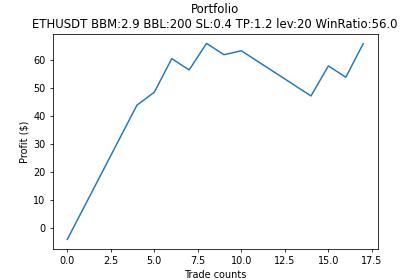 Portfolio
ETHUSDT BBM:2.9 BBL:200 SL:0.4 TP:1.2 lev:20 WinRatio:56.0
60
50
40
30
20
10
0
Profit ($)
0.0 2.5 5.0 7.5 10.0 12.5 15.0 17.5
Trade counts